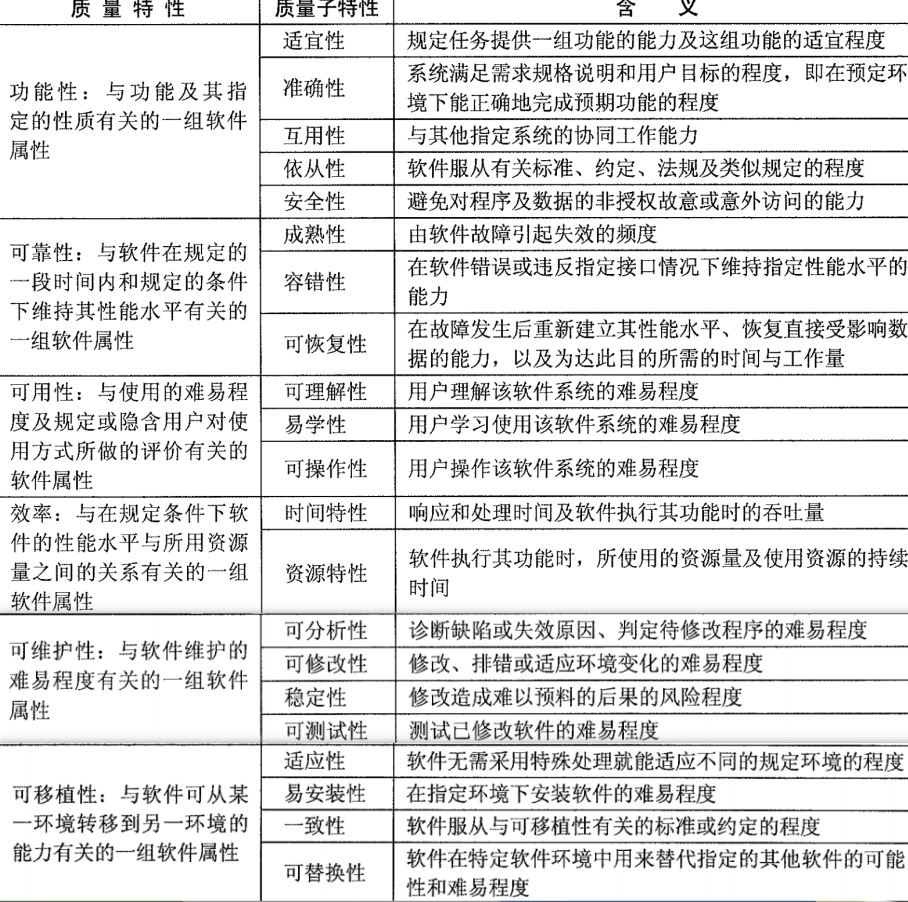 质 量 特 性 质量子特性 含 义
功能性：与功能及其指
定的性质有关的一组软件
属性
适宜性 规定任务提供一组功能的能力及这组功能的适宜程度
准确性 系统满足需求规格说明和用户目标的程度，即在预定环
境下能正确地完成预期功能的程度
互用性 与其他指定系统的协同工作能力
依从性 软件服从有关标准、约定、法规及类似规定的程度
安全性 避免对程序及数据的非授权故意或意外访问的能力
可靠性：与软件在规定的
一段时间内和规定的条件
下维持其性能水平有关的
一组软件属性
成熟性 由软件故障引起失效的频度
容错性 在软件错误或违反指定接口情况下维持指定性能水平的
能力
可恢复性 在故障发生后重新建立其性能水平、恢复直接受影响数
据的能力，以及为达此目的所需的时间与工作量
可用性：与使用的难易程
度及规定或隐含用户对使
用方式所做的评价有关的
软件属性
可理解性 用户理解该软件系统的难易程度
易学性 用户学习使用该软件系统的难易程度
可操作性 用户操作该软件系统的难易程度
效率：与在规定条件下软
件的性能水平与所用资源
量之间的关系有关的一组
软件属性
时间特性 响应和处理时间及软件执行其功能时的吞吐量
资源特性 软件执行其功能时，所使用的资源量及使用资源的持续
时间
可维护性：与软件维护的
难易程度有关的一组软件
属性
可分析性 诊断缺陷或失效原因、判定待修改程序的难易程度
可修改性 修改、排错或适应环境变化的难易程度
稳定性 修改造成难以预料的后果的风险程度
可测试性 测试已修改软件的难易程度
可移植性：与软件可从某
一环境转移到另一环境的
能力有关的一组软件属性
适应性 软件无需采用特殊处理就能适应不同的规定环境的程度
易安装性 在指定环境下安装软件的难易程度
一致性 软件服从与可移植性有关的标准或约定的程度
可替换性 软件在特定软件环境中用来替代指定的其他软件的可能
性和难易程度